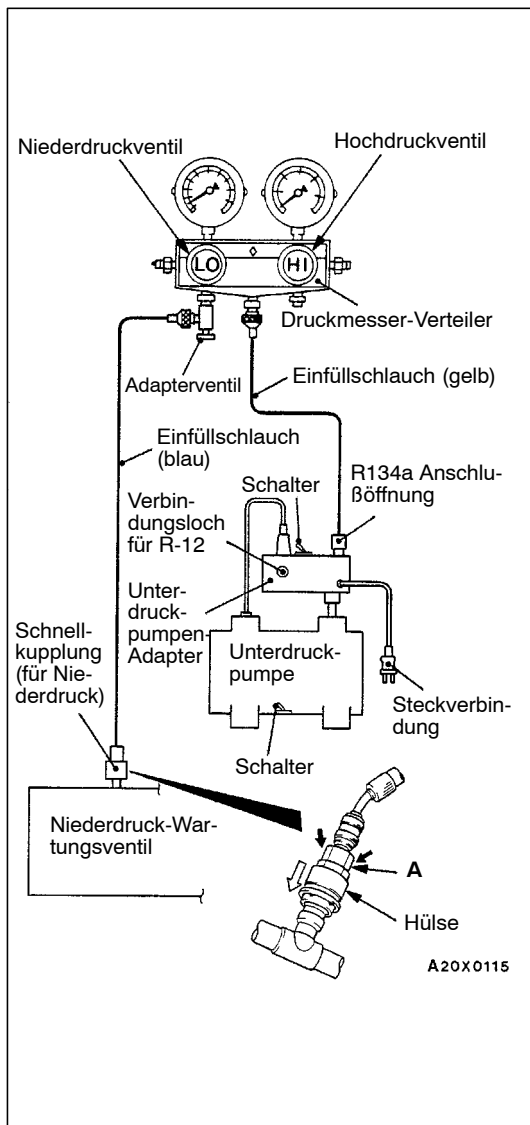 Niederdruckventil
Hochdruckventil
LO
HI
Druckmesser-Verteiler
Adapterventil
Einfüllschlauch (gelb)
Einfüllschlauch
(blau)
Schalter
R134a Anschlu-
ßöffnung
Verbin-
dungsloch
für R-12
Unter-
druck-
pumpen-
Adapter
Unterdruck-
pumpe
Schnell-
kupplung
(für Nie-
derdruck)
Steckverbin-
dung
Schalter
Niederdruck-War-
tungsventil
A
Hülse
A20X0115